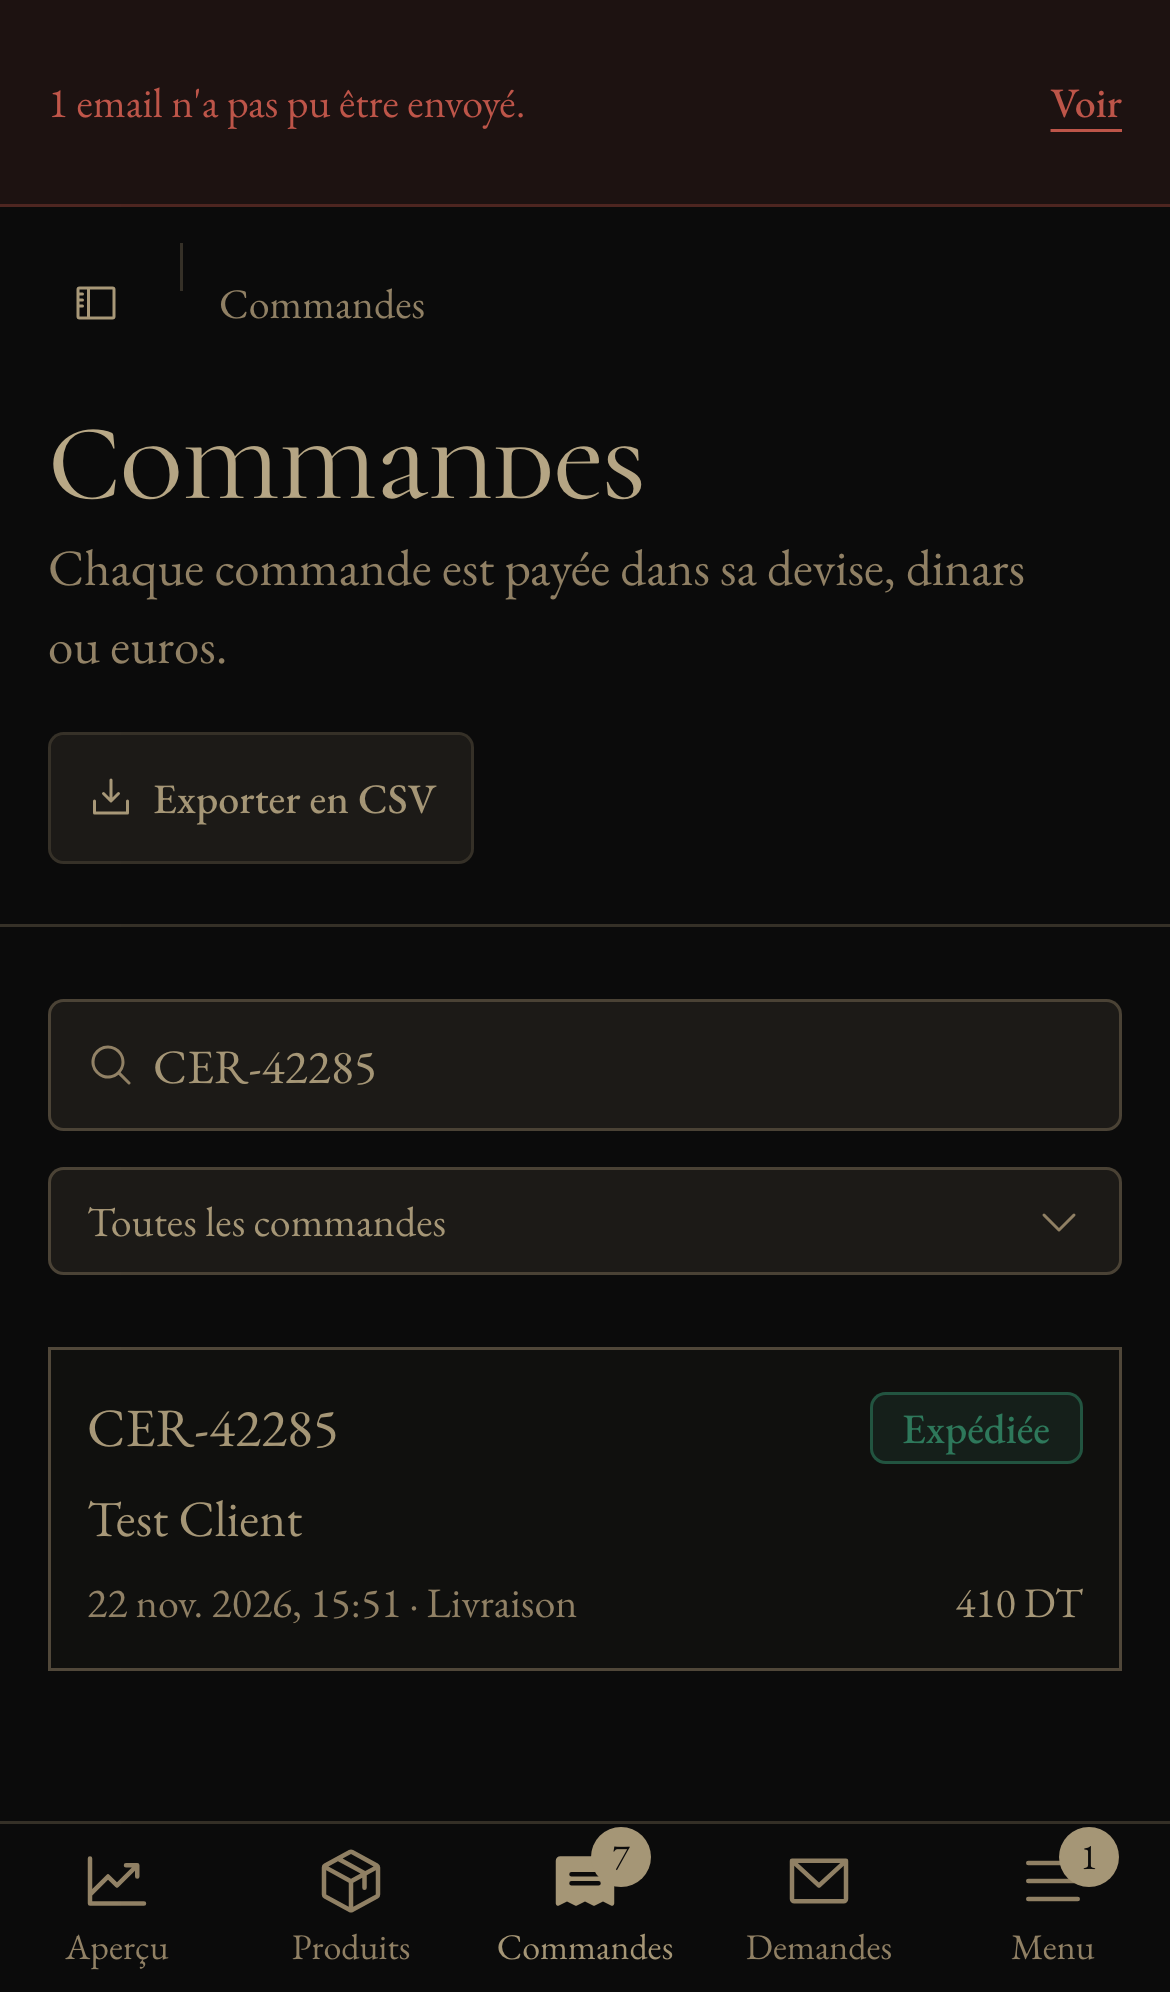 1 email n'a pas pu être envoyé.
Voir
Commandes
Commandes
Chaque commande est payée dans sa devise, dinars
ou euros.
Exporter en CSV
CER-42285
Toutes les commandes
CER-42285
Expédiée
Test Client
22 nov. 2026, 15:51 · Livraison
410 DT
7
1
Aperçu
Produits
Commandes
Demandes
Menu